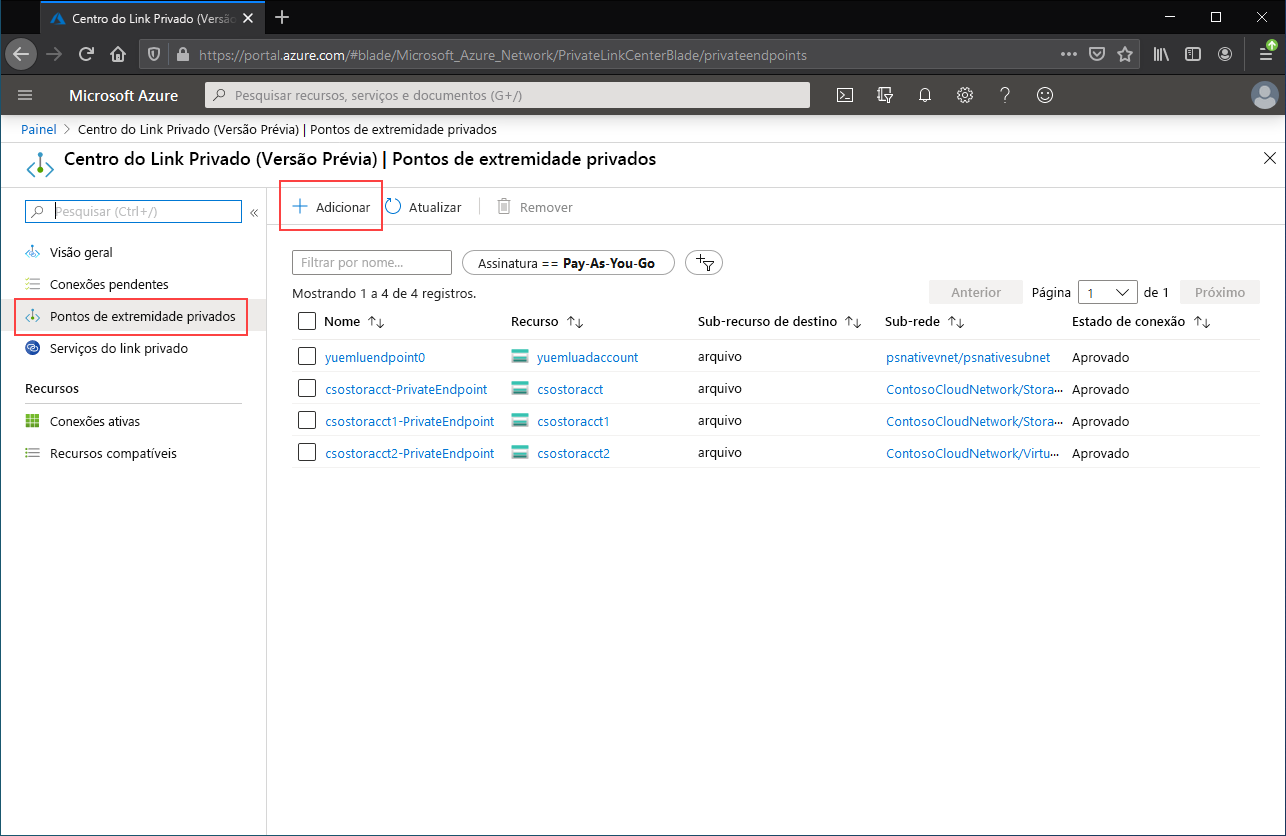 Centro do Link Privado (Versão
https://portal.azure.com/#blade/Microsoft_Azure_Network/PrivateLinkCenterBlade/privateendpoints
Microsoft Azure
Pesquisar recursos, serviços e documentos (G+/)
Painel > Centro do Link Privado (Versão Prévia) | Pontos de extremidade privados
Centro do Link Privado (Versão Prévia) | Pontos de extremidade privados
Pesquisar (Ctrl+/)
«
Visão geral
Conexões pendentes
Pontos de extremidade privados
Serviços do link privado
Recursos
Conexões ativas
Recursos compatíveis
Adicionar Atualizar Remover
Filtrar por nome...
Assinatura == Pay-As-You-Go
Mostrando 1 a 4 de 4 registros.
Anterior Página 1 de 1 Próximo
Nome ↑↓ Recurso ↑↓ Sub-recurso de destino ↑↓ Sub-rede ↑↓ Estado de conexão ↑↓
yuemluendpoint0 yuemluadaccount arquivo psnativevnet/psnativesubnet Aprovado
csostoracct-PrivateEndpoint csostoracct arquivo ContosoCloudNetwork/Stora... Aprovado
csostoracct1-PrivateEndpoint csostoracct1 arquivo ContosoCloudNetwork/Stora... Aprovado
csostoracct2-PrivateEndpoint csostoracct2 arquivo ContosoCloudNetwork/Virtu... Aprovado